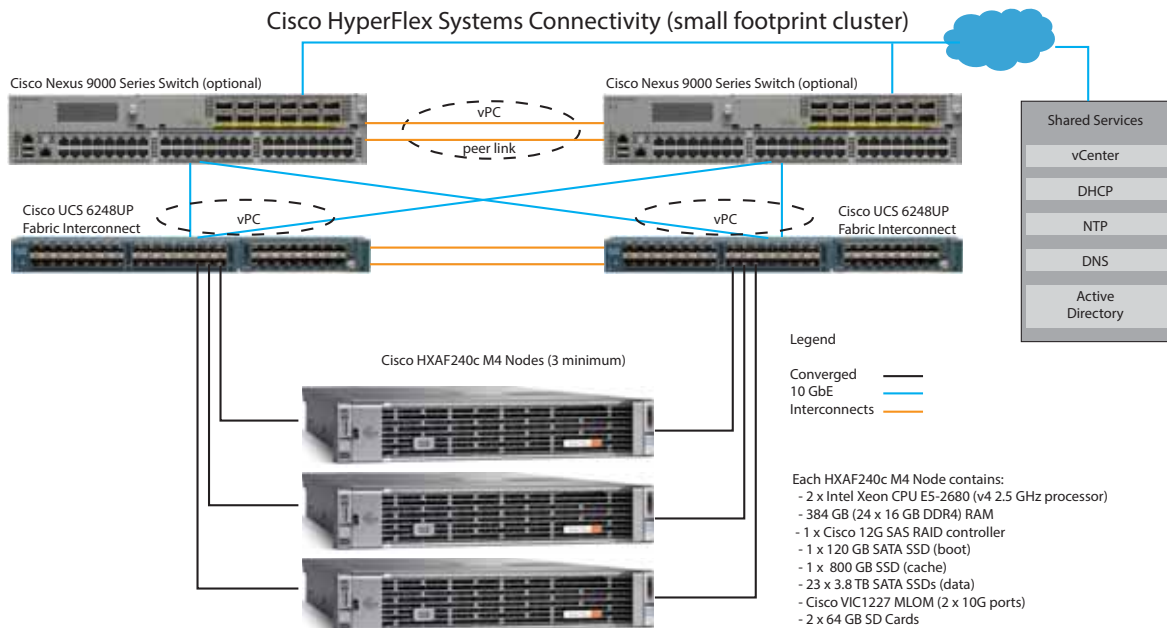 Cisco HyperFlex Systems Connectivity (small footprint cluster)
Cisco Nexus 9000 Series Switch (optional)
Cisco Nexus 9000 Series Switch (optional)
vPC
peer link
Cisco UCS 6248UP
Fabric Interconnect
vPC
vPC
Cisco UCS 6248UP
Fabric Interconnect
Shared Services
vCenter
DHCP
NTP
DNS
Active
Directory
Cisco HXAF240c M4 Nodes (3 minimum)
Legend
Converged
10 GbE
Interconnects
Each HXAF240c M4 Node contains:
- 2 x Intel Xeon CPU E5-2680 (v4 2.5 GHz processor)
- 384 GB (24 x 16 GB DDR4) RAM
- 1 x Cisco 12G SAS RAID controller
- 1 x 120 GB SATA SSD (boot)
- 1 x 800 GB SSD (cache)
- 23 x 3.8 TB SATA SSDs (data)
- Cisco VIC1227 MLOM (2 x 10G ports)
- 2 x 64 GB SD Cards